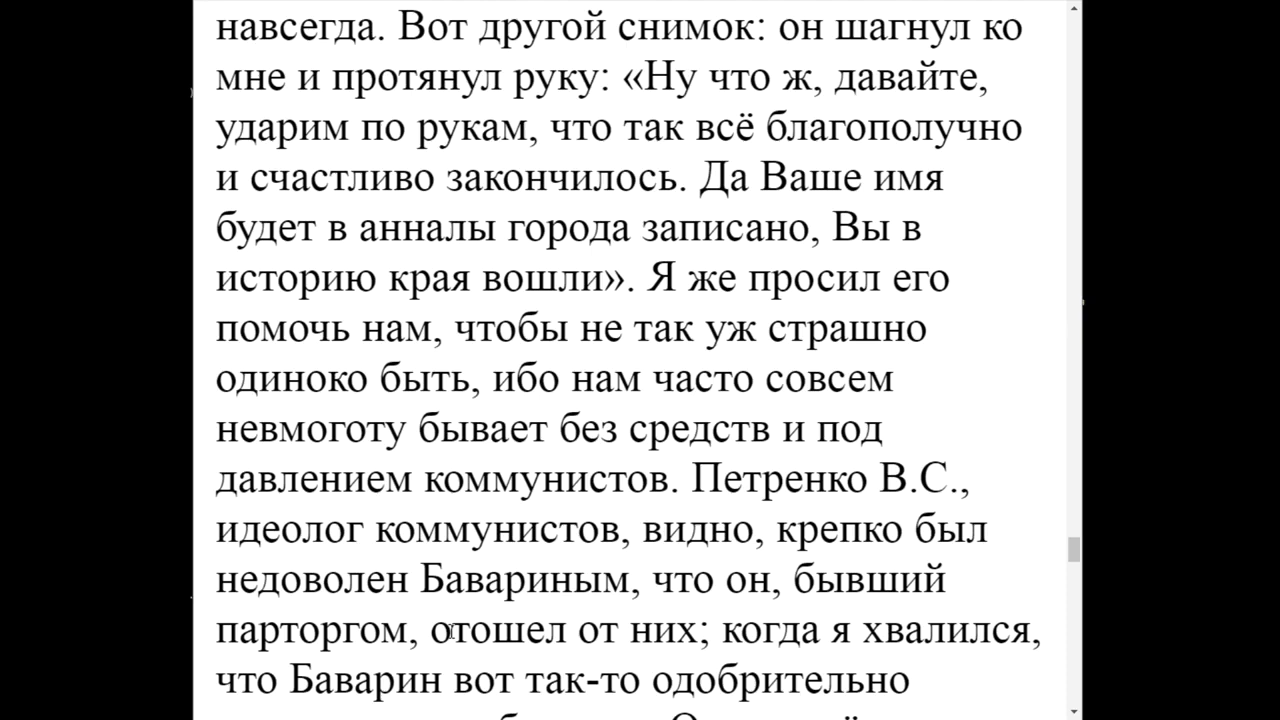 навсегда. Вот другой снимок: он шагнул ко
мне и протянул руку: «Ну что ж, давайте,
ударим по рукам, что так всё благополучно
и счастливо закончилось. Да Ваше имя
будет в анналы города записано, Вы в
историю края вошли». Я же просил его
помочь нам, чтобы не так уж страшно
одиноко быть, ибо нам часто совсем
невмоготу бывает без средств и под
давлением коммунистов. Петренко В.С.,
идеолог коммунистов, видно, крепко был
недоволен Бавариным, что он, бывший
парторгом, отошел от них; когда я хвалился,
что Баварин вот так-то одобрительно